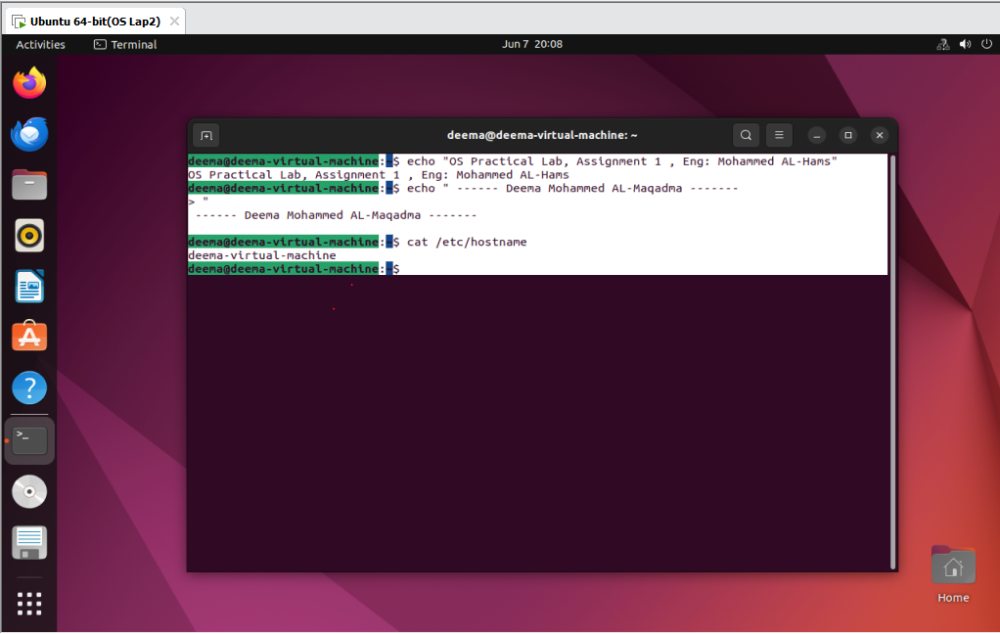 Ubuntu 64-bit(OS Lap2)
Activities Terminal Jun 7 20:08
deema@deema-virtual-machine: ~
deema@deema-virtual-machine:~$ echo "OS Practical Lab, Assignment 1 , Eng: Mohammed AL-Hams"
OS Practical Lab, Assignment 1 , Eng: Mohammed AL-Hams
deema@deema-virtual-machine:~$ echo " ------ Deema Mohammed AL-Maqadma -------
> "
 ------ Deema Mohammed AL-Maqadma -------
deema@deema-virtual-machine:~$ cat /etc/hostname
deema-virtual-machine
deema@deema-virtual-machine:~$
Home